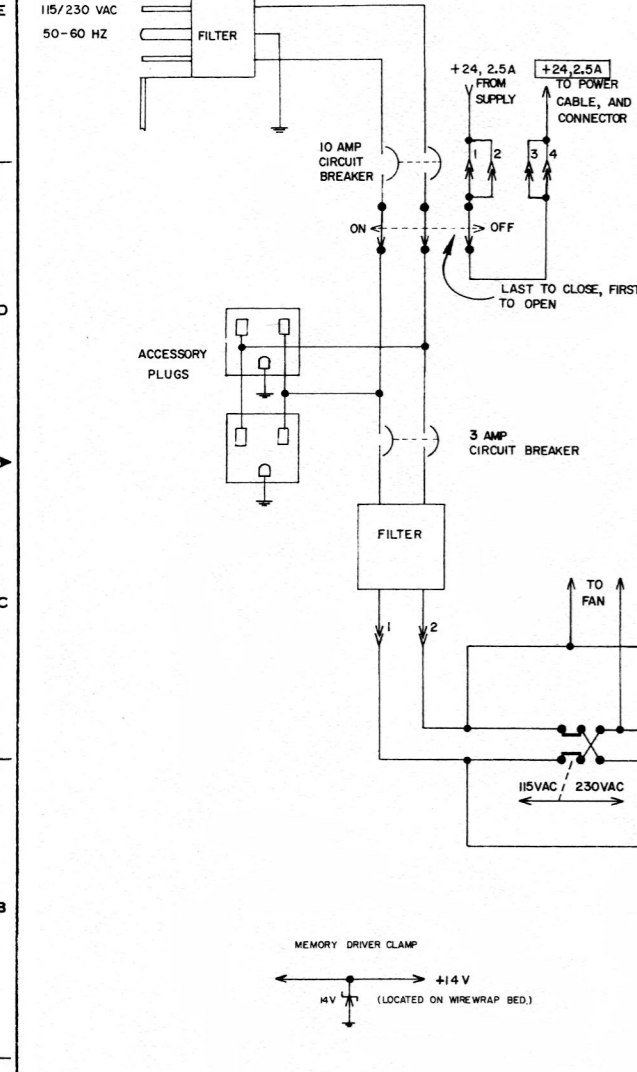 E
115/230 VAC
50-60 HZ
FILTER
+24, 2.5A
FROM
SUPPLY
+24,2.5A
TO POWER
CABLE, AND
CONNECTOR
10 AMP
CIRCUIT
BREAKER
1
2
3
4
ON
OFF
LAST TO CLOSE, FIRST
TO OPEN
D
ACCESSORY
PLUGS
3 AMP
CIRCUIT BREAKER
FILTER
C
TO
FAN
1
2
115VAC
230VAC
B
MEMORY DRIVER CLAMP
+14V
14V
(LOCATED ON WIREWRAP BED.)